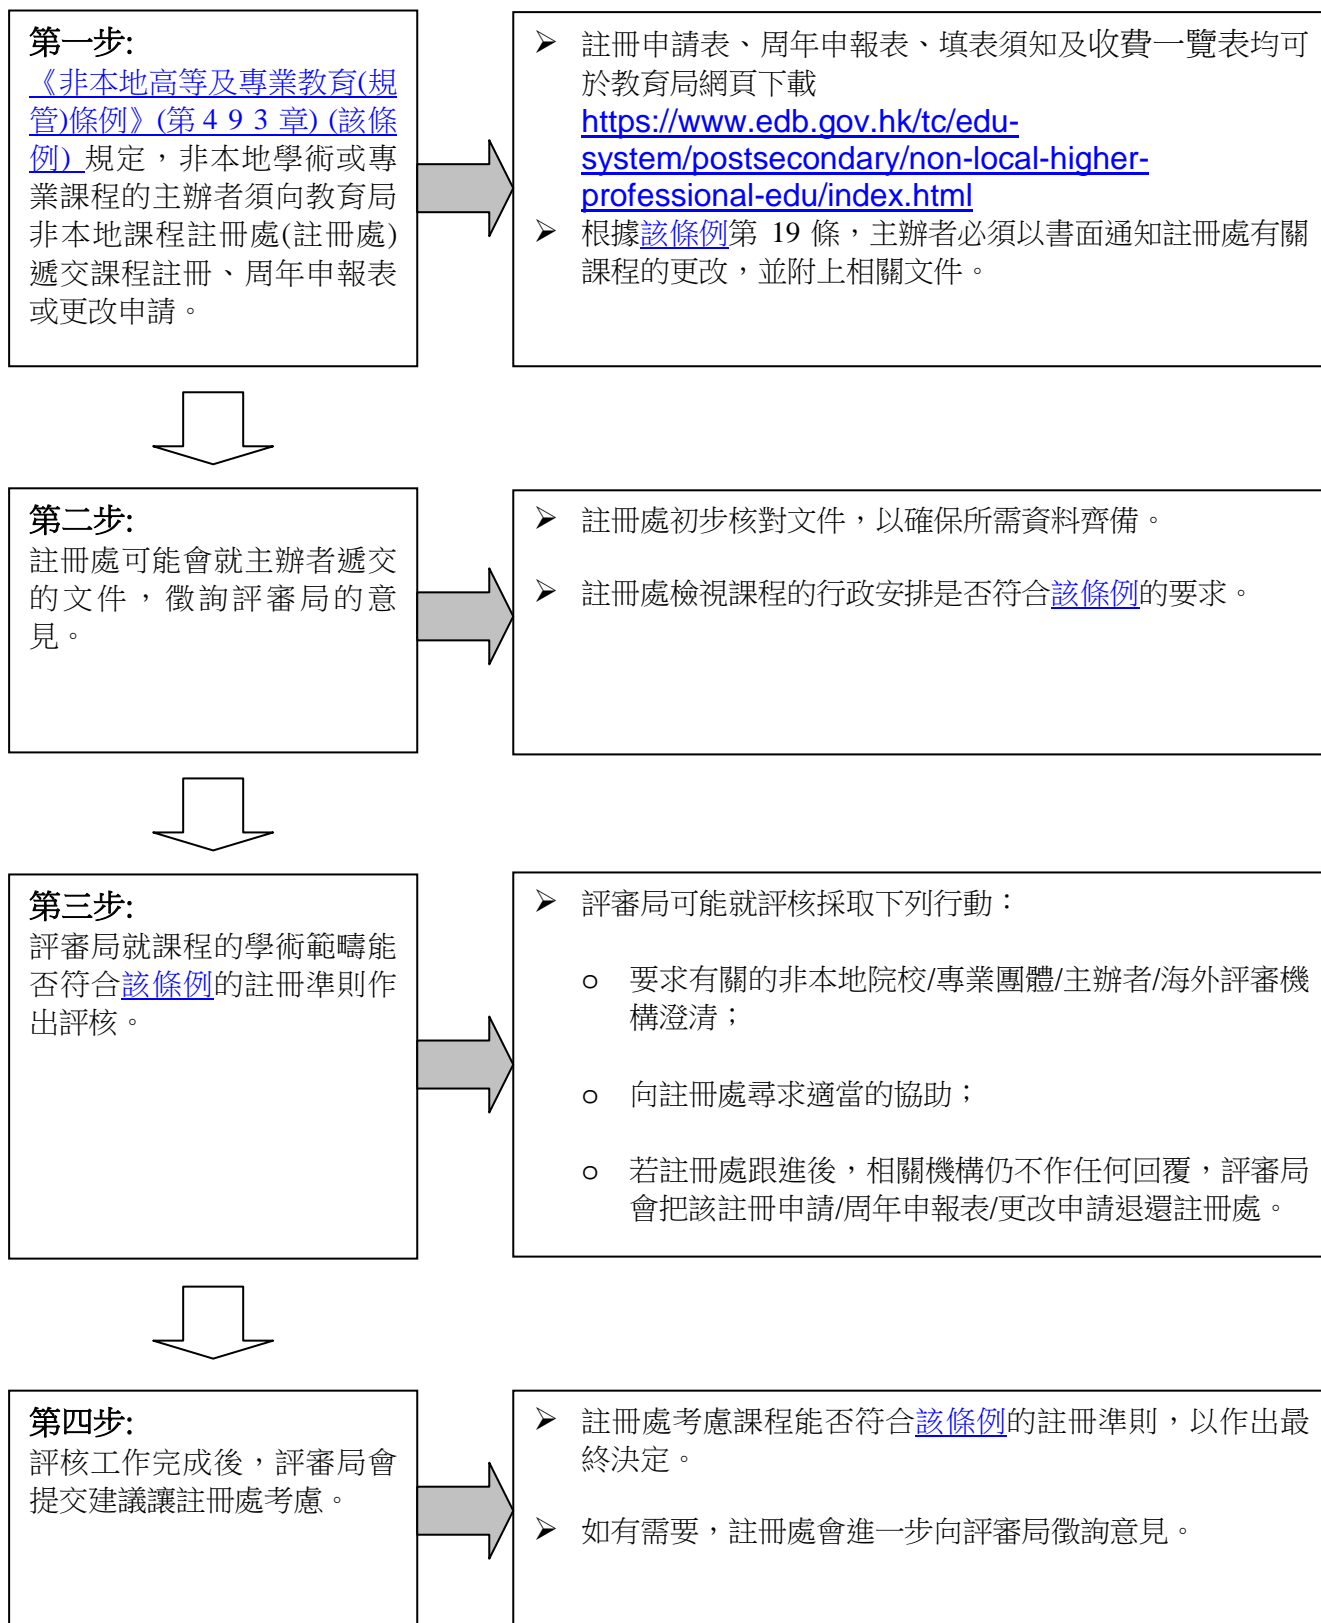 第一步:
《非本地高等及專業教育(規
管)條例》(第 4 9 3 章) (該條
例) 規定，非本地學術或專
業課程的主辦者須向教育局
非本地課程註冊處(註冊處)
遞交課程註冊、周年申報表
或更改申請。
➢ 註冊申請表、周年申報表、填表須知及收費一覽表均可
於教育局網頁下載
https://www.edb.gov.hk/tc/edu-
system/postsecondary/non-local-higher-
professional-edu/index.html
➢ 根據該條例第 19 條，主辦者必須以書面通知註冊處有關
課程的更改，並附上相關文件。
第二步:
註冊處可能會就主辦者遞交
的文件，徵詢評審局的意
見。
➢ 註冊處初步核對文件，以確保所需資料齊備。
➢ 註冊處檢視課程的行政安排是否符合該條例的要求。
第三步:
評審局就課程的學術範疇能
否符合該條例的註冊準則作
出評核。
➢ 評審局可能就評核採取下列行動：
o 要求有關的非本地院校/專業團體/主辦者/海外評審機
構澄清；
o 向註冊處尋求適當的協助；
o 若註冊處跟進後，相關機構仍不作任何回覆，評審局
會把該註冊申請/周年申報表/更改申請退還註冊處。
第四步:
評核工作完成後，評審局會
提交建議讓註冊處考慮。
➢ 註冊處考慮課程能否符合該條例的註冊準則，以作出最
終決定。
➢ 如有需要，註冊處會進一步向評審局徵詢意見。